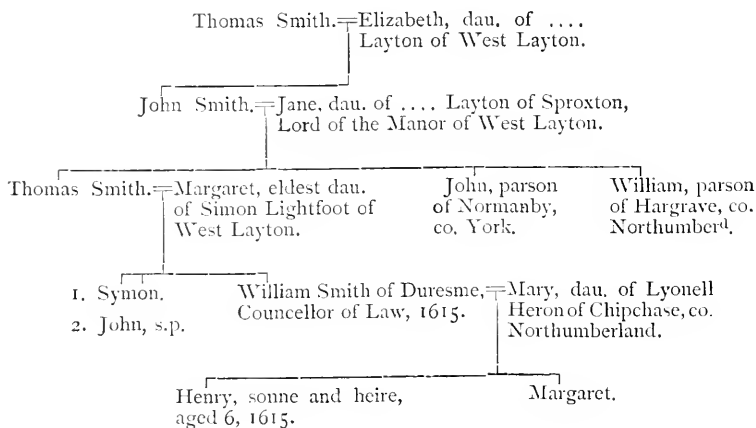 Thomas Smith.=Elizabeth, dau. of ....
Layton of West Layton.
John Smith.=Jane, dau. of .... Layton of Sproxton,
Lord of the Manor of West Layton.
Thomas Smith.=Margaret, eldest dau.
of Simon Lightfoot of
West Layton.
John, parson
of Normanby,
co. York.
William, parson
of Hargrave, co.
Northumberd.
1. Symon.
2. John, s.p.
William Smith of Duresme,=Mary, dau. of Lyonell
Councellor of Law, 1615.
Heron of Chipchase, co.
Northumberland.
Henry, sonne and heire,
aged 6, 1615.
Margaret.